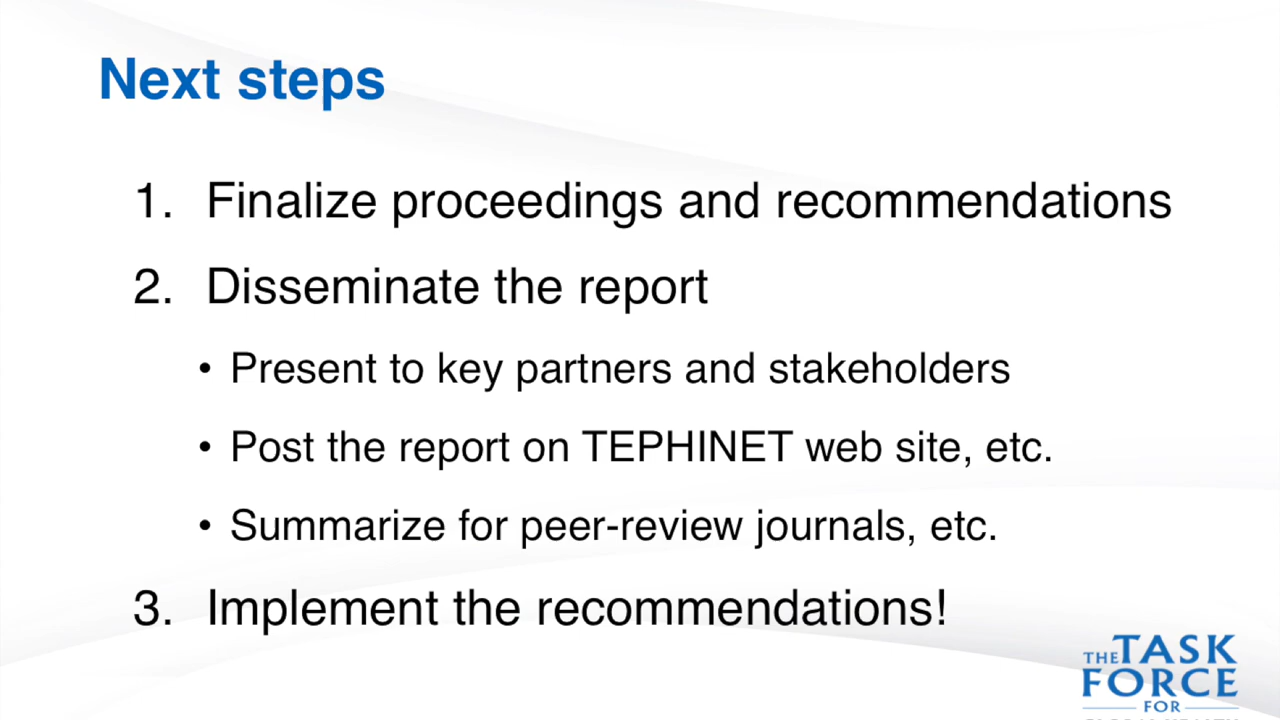 Next steps
1. Finalize proceedings and recommendations
2. Disseminate the report
• Present to key partners and stakeholders
• Post the report on TEPHINET web site, etc.
• Summarize for peer-review journals, etc.
3. Implement the recommendations!
THE TASK
FORCE
FOR